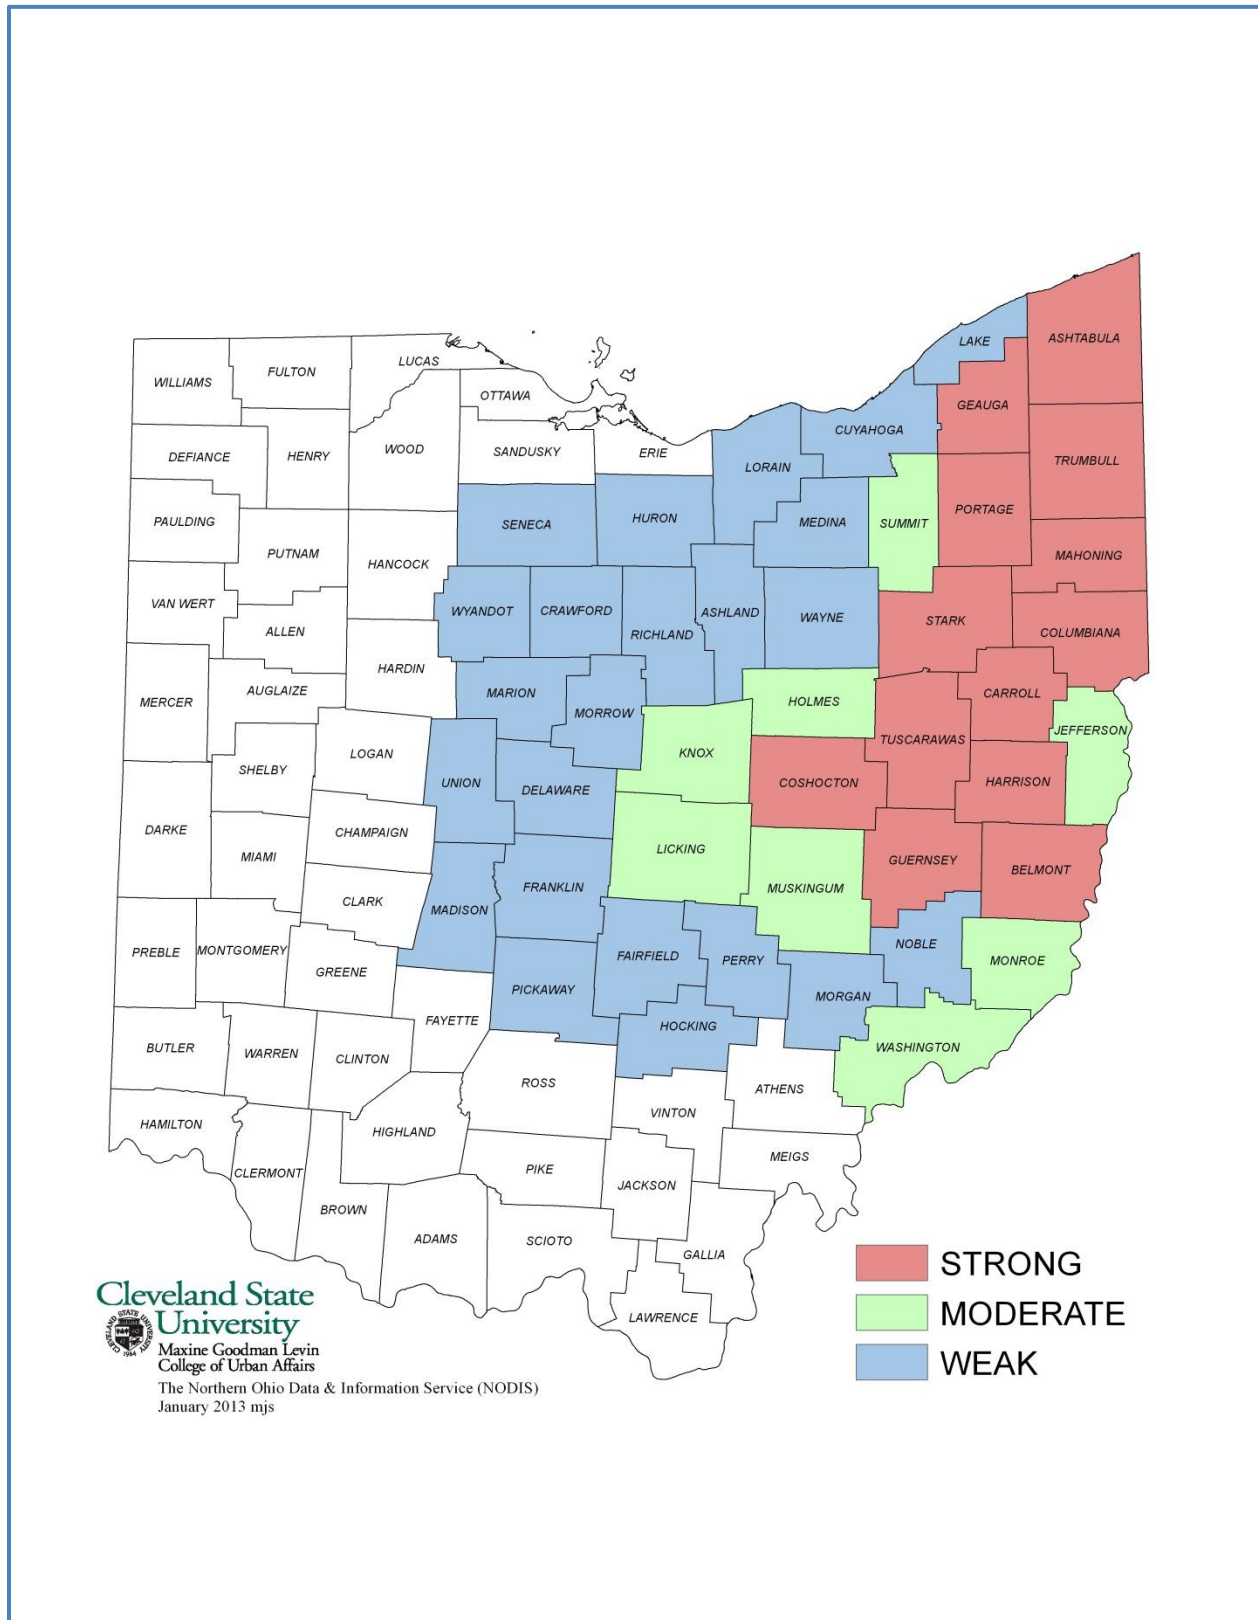 LAKE
ASHTABULA
LUCAS
FULTON
WILLIAMS
OTTAWA
GEAUGA
CUYAHOGA
WOOD
SANDUSKY
ERIE
DEFIANCE
HENRY
LORAIN
TRUMBULL
PORTAGE
PAULDING
SENECA
HURON
MEDINA
SUMMIT
PUTNAM
HANCOCK
MAHONING
VAN WERT
WYANDOT
CRAWFORD
ASHLAND
WAYNE
STARK
ALLEN
RICHLAND
COLUMBIANA
HARDIN
AUGLAIZE
MERCER
MARION
CARROLL
HOLMES
MORROW
JEFFERSON
TUSCARAWAS
LOGAN
KNOX
SHELBY
UNION
DELAWARE
COSHOCTON
HARRISON
DARKE
CHAMPAIGN
MIAMI
LICKING
GUERNSEY
BELMONT
MUSKINGUM
FRANKLIN
CLARK
MADISON
NOBLE
PREBLE
MONTGOMERY
FAIRFIELD
PERRY
MONROE
GREENE
PICKAWAY
MORGAN
FAYETTE
HOCKING
BUTLER
WARREN
CLINTON
WASHINGTON
ROSS
ATHENS
VINTON
HAMILTON
HIGHLAND
MEIGS
CLERMONT
PIKE
JACKSON
BROWN
ADAMS
SCIOTO
GALLIA
LAWRENCE
STRONG
MODERATE
WEAK
Cleveland State
University
CLEVELAND STATE UNIVERSITY
1964
Maxine Goodman Levin
College of Urban Affairs
The Northern Ohio Data & Information Service (NODIS)
January 2013 mjs